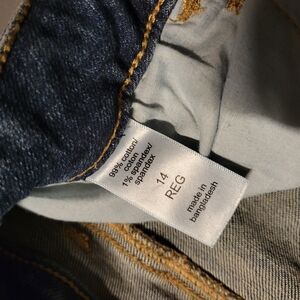 99% cotton/
coton
1% spandex/
spandex
14
REG
made in
bangladesh